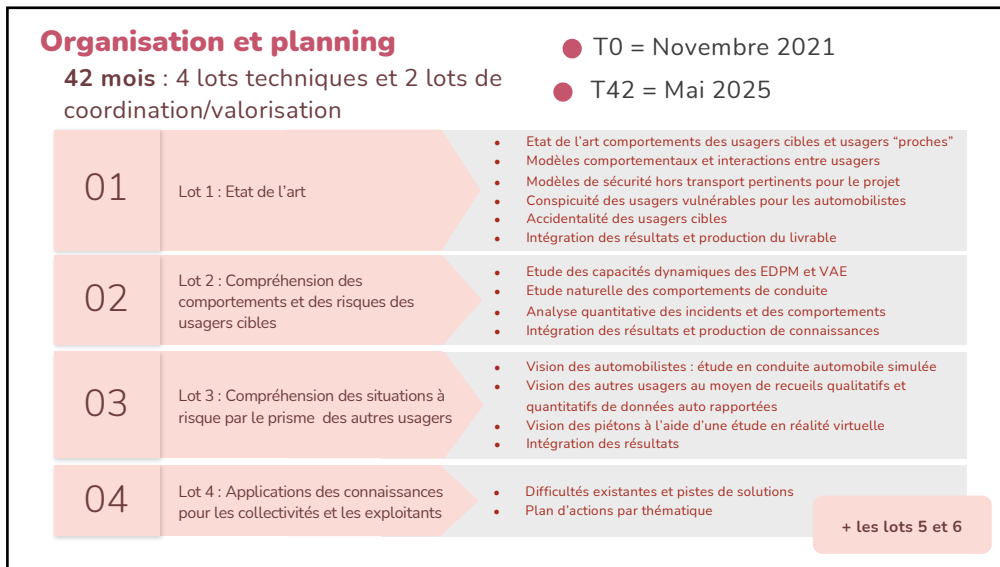 Organisation et planning
42 mois : 4 lots techniques et 2 lots de
coordination/valorisation
T0 = Novembre 2021
T42 = Mai 2025
01
Lot 1 : Etat de l’art
• Etat de l’art comportements des usagers cibles et usagers “proches”
• Modèles comportementaux et interactions entre usagers
• Modèles de sécurité hors transport pertinents pour le projet
• Conspicuité des usagers vulnérables pour les automobilistes
• Accidentalité des usagers cibles
• Intégration des résultats et production du livrable
02
Lot 2 : Compréhension des
comportements et des risques des
usagers cibles
• Etude des capacités dynamiques des EDPM et VAE
• Etude naturelle des comportements de conduite
• Analyse quantitative des incidents et des comportements
• Intégration des résultats et production de connaissances
03
Lot 3 : Compréhension des situations à
risque par le prisme des autres usagers
• Vision des automobilistes : étude en conduite automobile simulée
• Vision des autres usagers au moyen de recueils qualitatifs et
quantitatifs de données auto rapportées
• Vision des piétons à l’aide d’une étude en réalité virtuelle
• Intégration des résultats
04
Lot 4 : Applications des connaissances
pour les collectivités et les exploitants
• Difficultés existantes et pistes de solutions
• Plan d’actions par thématique
+ les lots 5 et 6